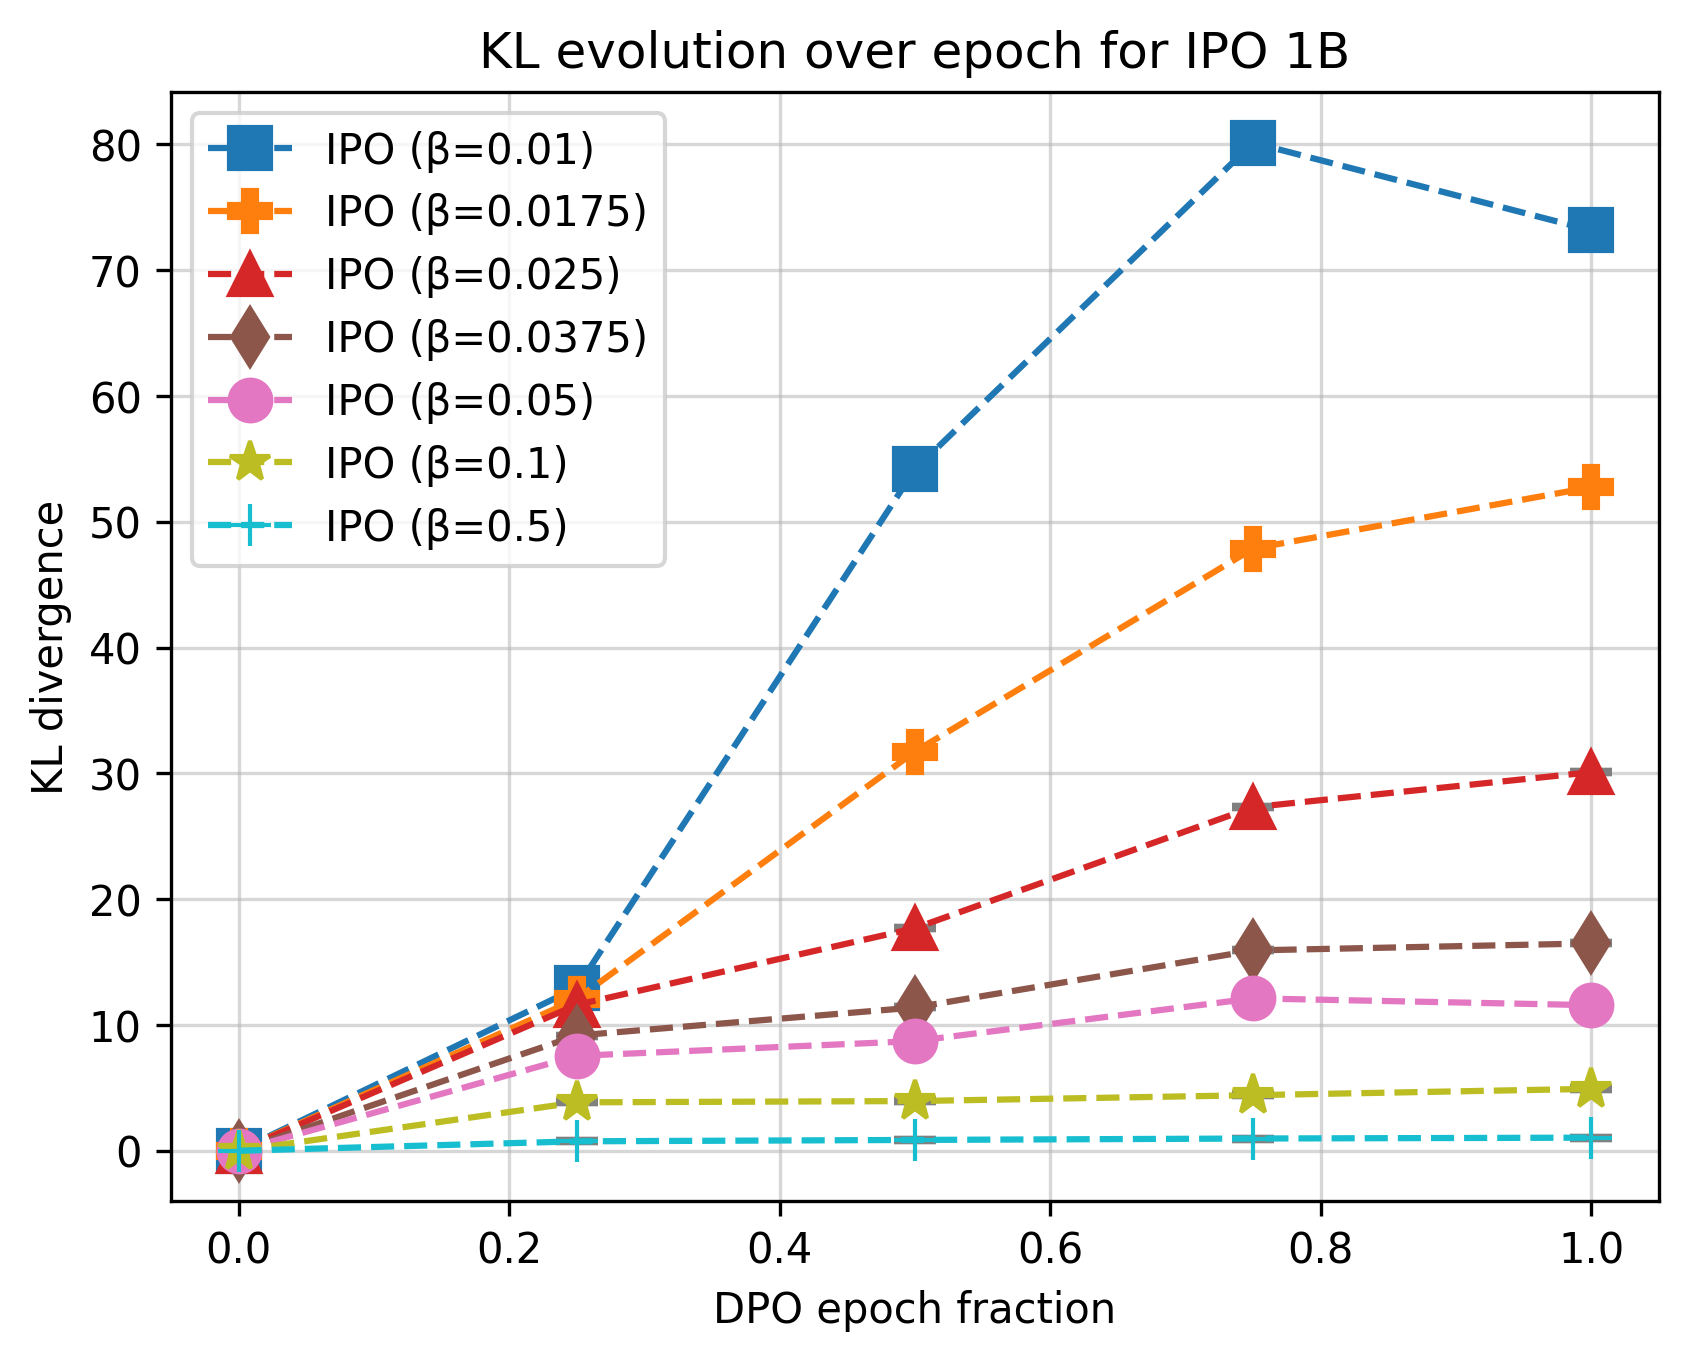 KL evolution over epoch for IPO 1B
IPO (β=0.01)
IPO (β=0.0175)
IPO (β=0.025)
IPO (β=0.0375)
IPO (β=0.05)
IPO (β=0.1)
IPO (β=0.5)
KL divergence
80
70
60
50
40
30
20
10
0
0.0 0.2 0.4 0.6 0.8 1.0
DPO epoch fraction